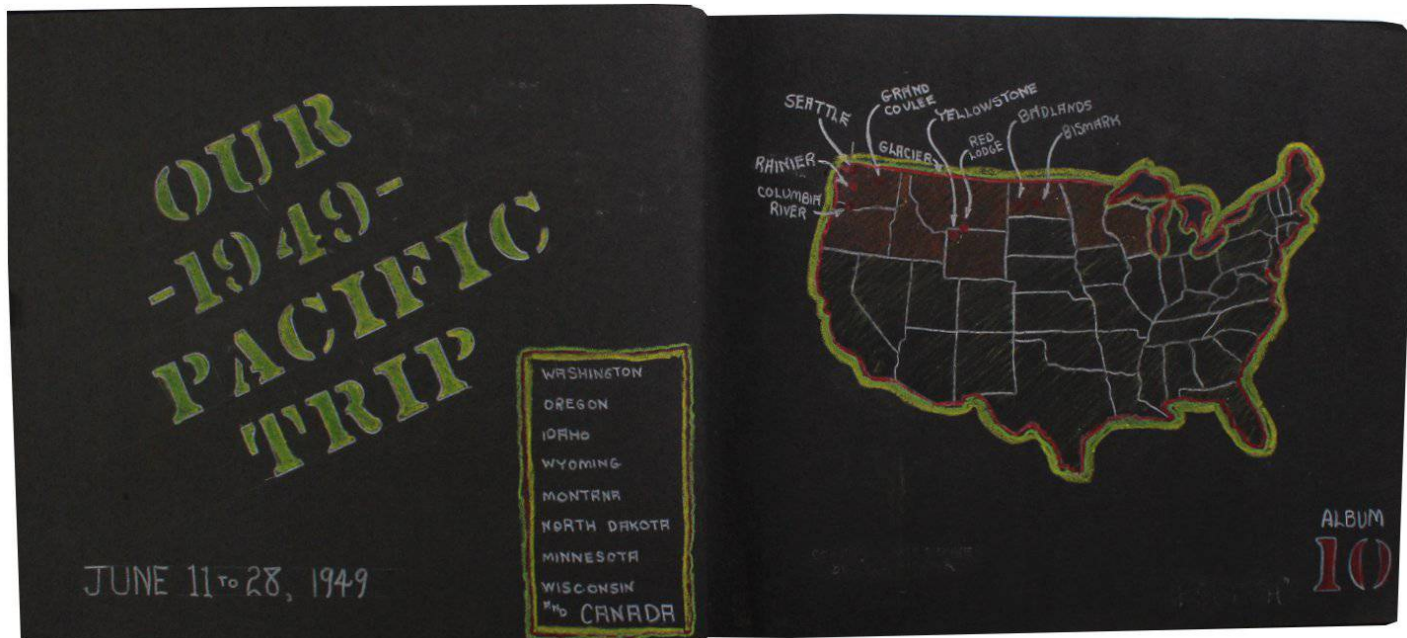 OUR
-1949-
PACIFIC
TRIP
JUNE 11 TO 28, 1949
WASHINGTON
OREGON
IDAHO
WYOMING
MONTANA
NORTH DAKOTA
MINNESOTA
WISCONSIN
AND CANADA
SEATTLE
GRAND
COULEE
YELLOWSTONE
BADLANDS
BISMARK
GLACIER
RED
LODGE
RAINIER
COLUMBIA
RIVER
ALBUM
10